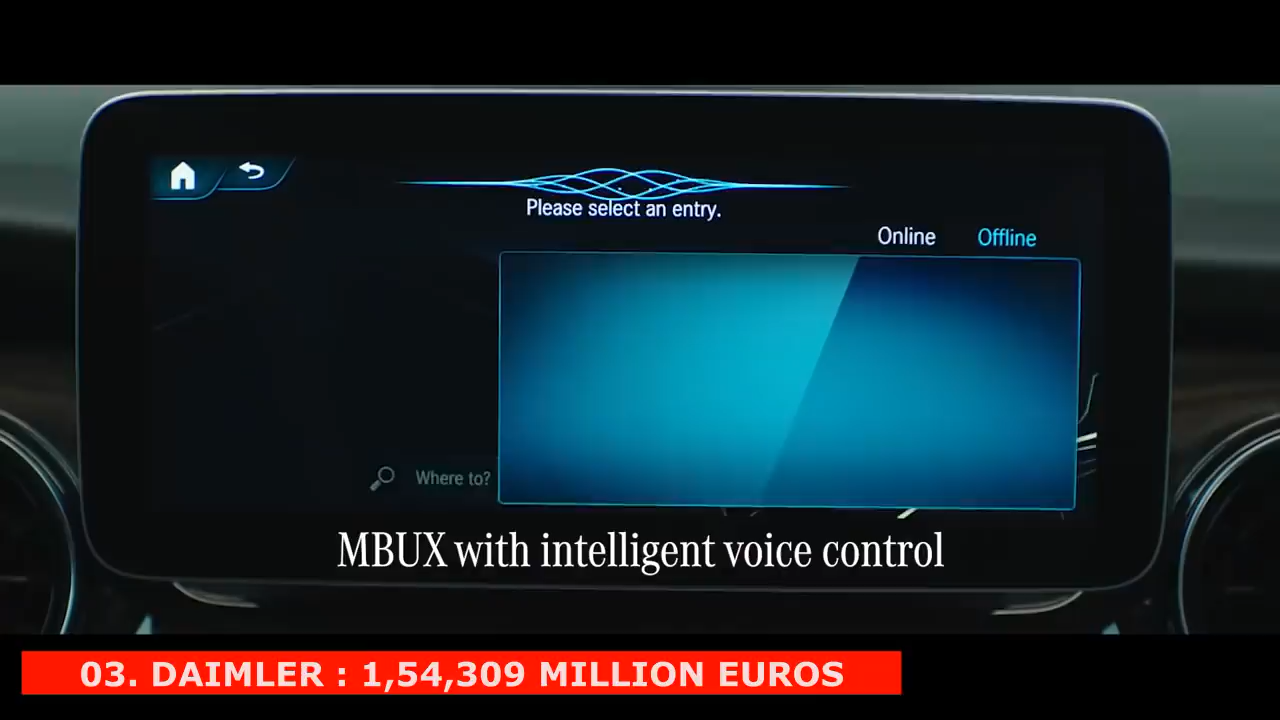 Please select an entry.
Online Offline
Where to?
MBUX with intelligent voice control
03. DAIMLER : 1,54,309 MILLION EUROS